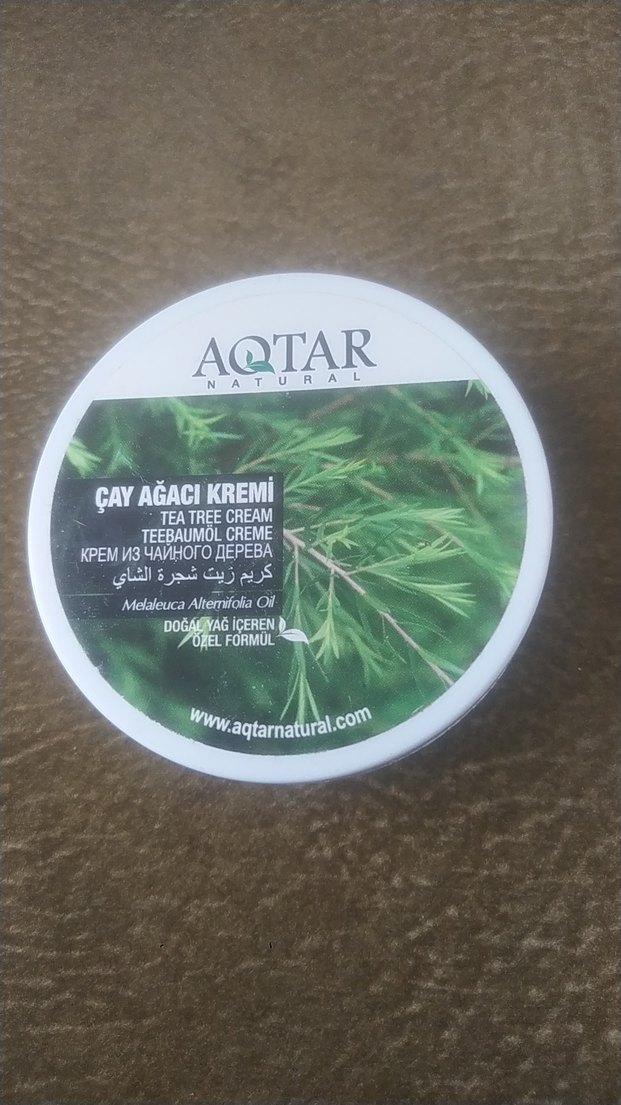 AQTAR
NATURAL
ÇAY AĞACI KREMİ
TEA TREE CREAM
TEEBAUMÖL CREME
КРЕМ ИЗ ЧАЙНОГО ДЕРЕВА
كريم زيت شجرة الشاي
Melaleuca Alternifolia Oil
DOĞAL YAĞ İÇEREN
ÖZEL FORMÜL
www.aqtarnatural.com